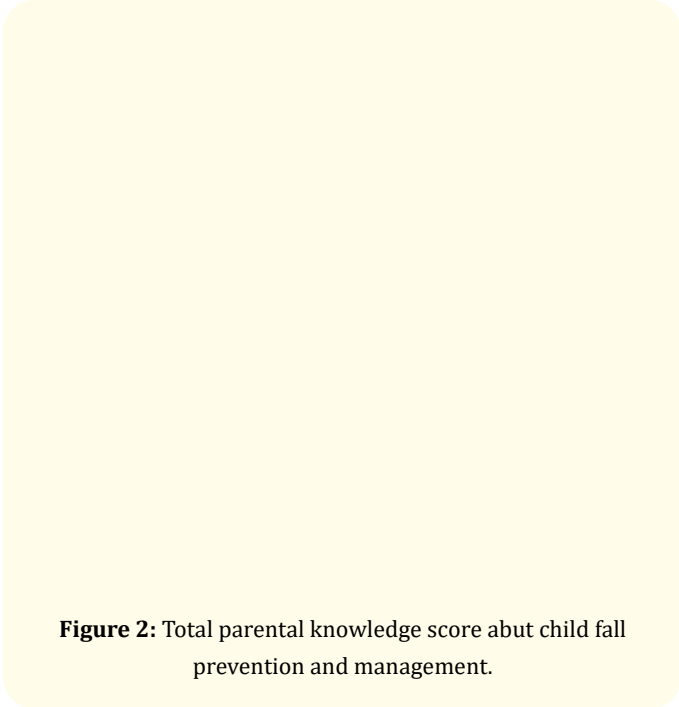 Figure 2: Total parental knowledge score abut child fall
prevention and management.